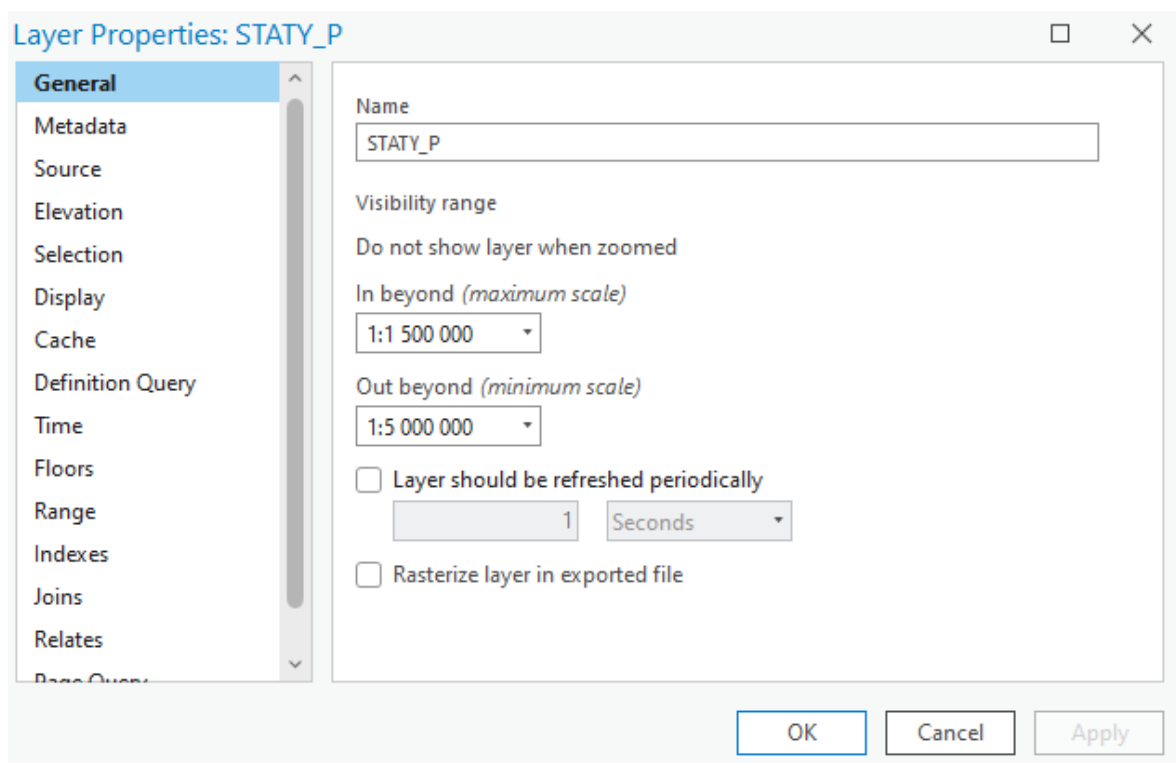 Layer Properties: STATY_P
General
Metadata
Source
Elevation
Selection
Display
Cache
Definition Query
Time
Floors
Range
Indexes
Joins
Relates
Page Query
Name
STATY_P
Visibility range
Do not show layer when zoomed
In beyond (maximum scale)
1:1 500 000
Out beyond (minimum scale)
1:5 000 000
Layer should be refreshed periodically
1 Seconds
Rasterize layer in exported file
OK Cancel Apply